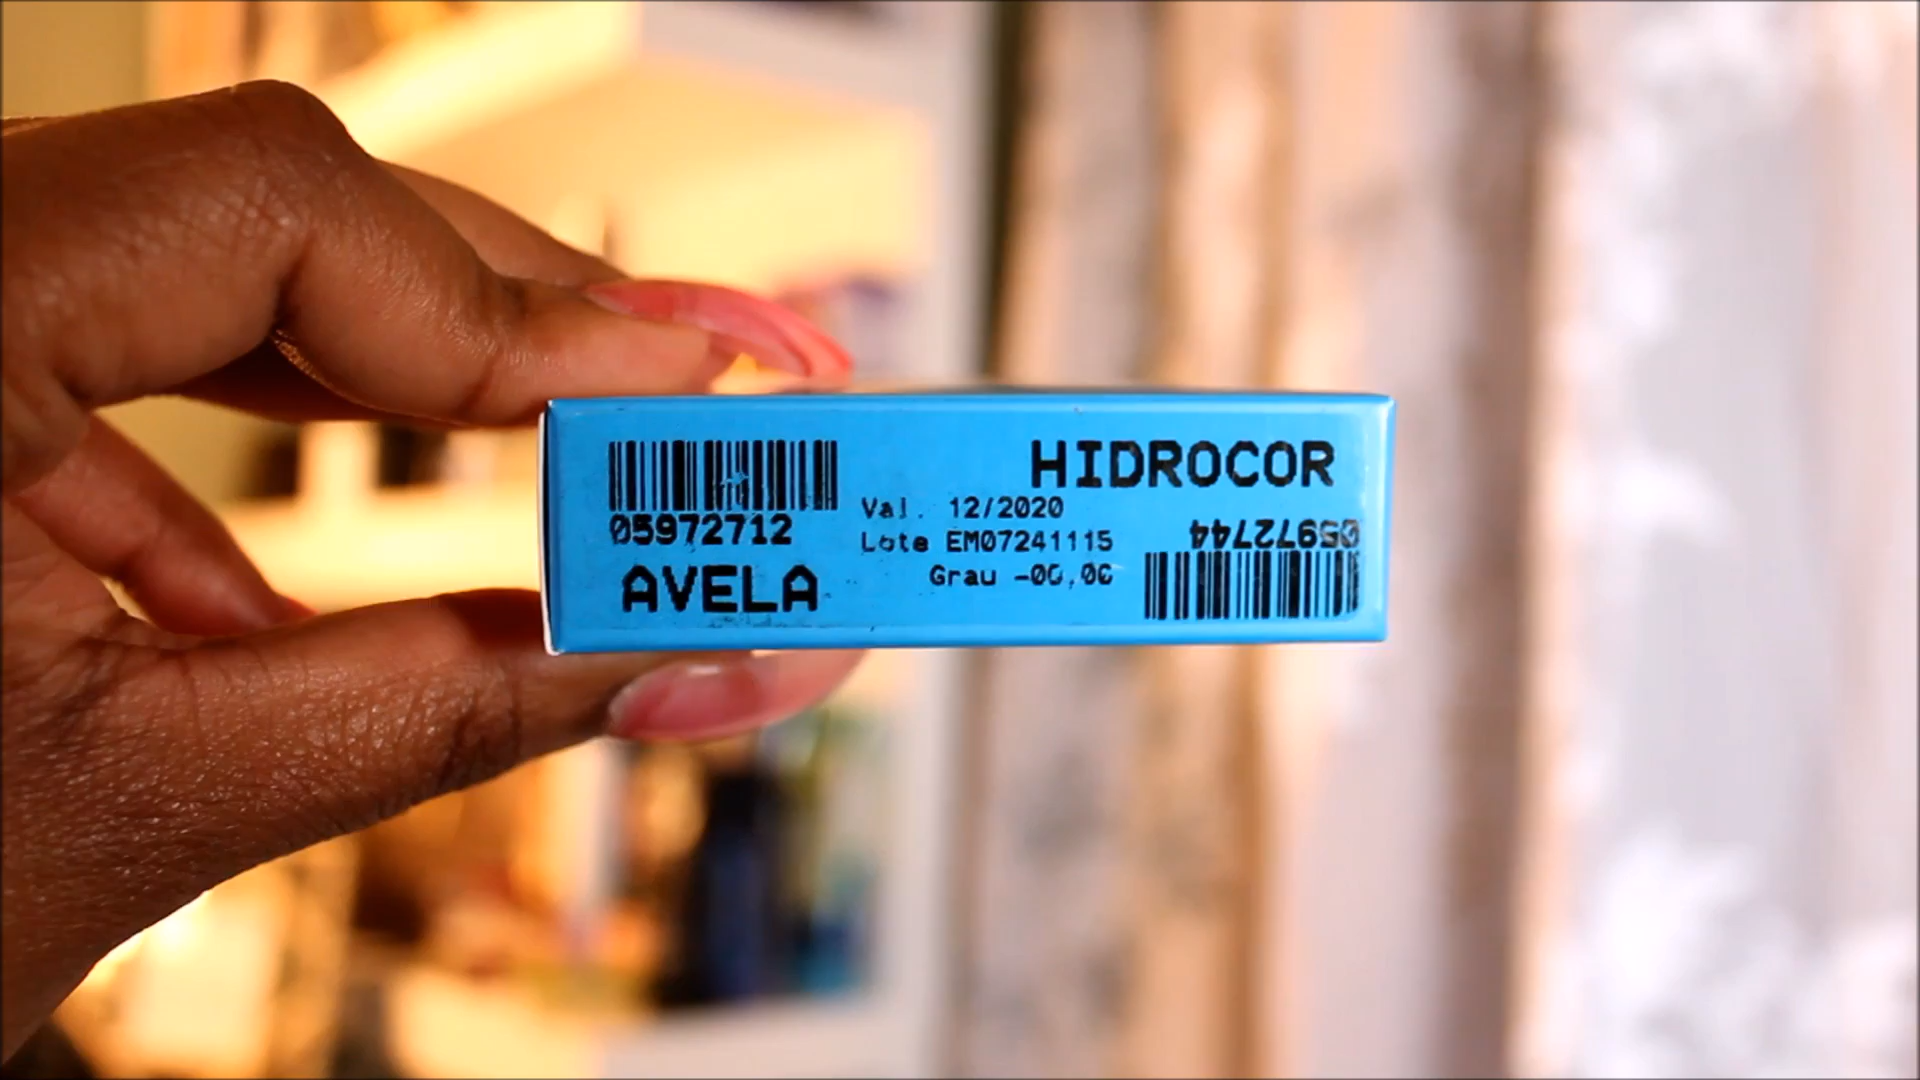 HIDROCOR
05972712
Val. 12/2020
Lote EM07241115
Grau -00,00
AVELA
05972744